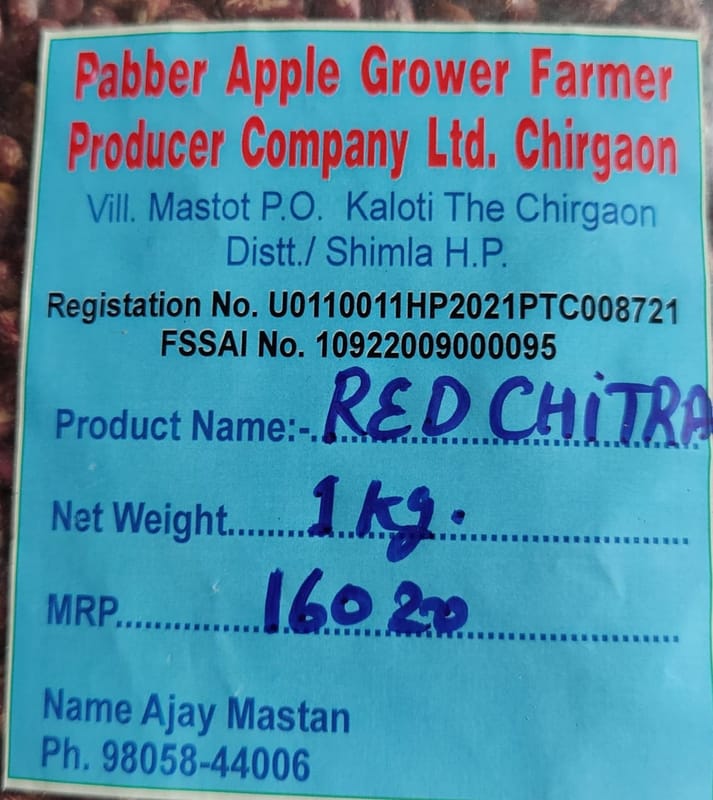 Pabber Apple Grower Farmer
Producer Company Ltd. Chirgaon
Vill. Mastot P.O. Kaloti The Chirgaon
Distt./ Shimla H.P.
Registation No. U0110011HP2021PTC008721
FSSAI No. 10922009000095
Product Name:-..RED CHiTRA
Net Weight.......1 kg.
MRP...............160 220
Name Ajay Mastan
Ph. 98058-44006